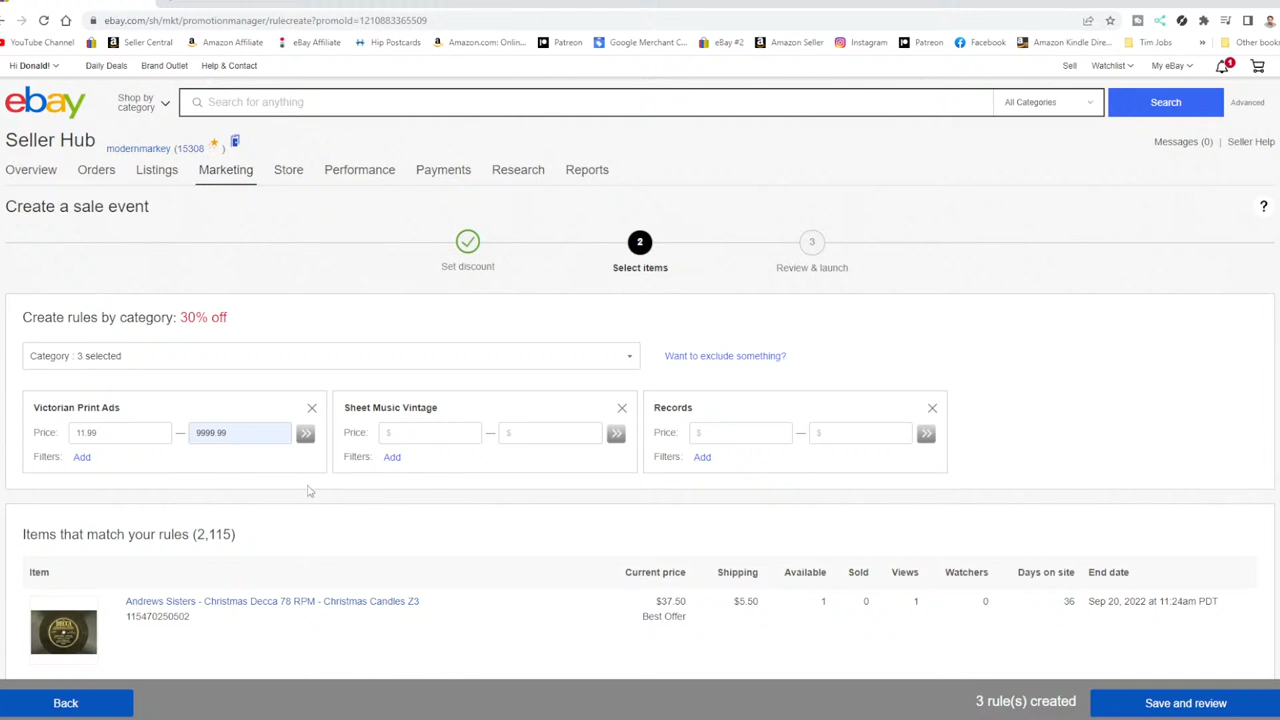 ebay.com/sh/mkt/promotionmanager/rulecreate?promoId=1210883365509
YouTube Channel Seller Central Amazon Affiliate eBay Affiliate Hip Postcards Amazon.com: Onlin... Patreon Google Merchant C... eBay #2 Amazon Seller Instagram Patreon Facebook Amazon Kindle Dire... Tim Jobs » Other book
Hi Donald! Daily Deals Brand Outlet Help & Contact Sell Watchlist My eBay 1
ebay Shop by category Search for anything All Categories Search Advanced
Seller Hub modernmarkey (15308 ) Messages (0) | Seller Help
Overview Orders Listings Marketing Store Performance Payments Research Reports
Create a sale event ?
2 3
Set discount Select items Review & launch
Create rules by category: 30% off
Category : 3 selected Want to exclude something?
Victorian Print Ads Sheet Music Vintage Records
Price: 11.99 — 9999.99 Price: $ — $ Price: $ — $
Filters: Add Filters: Add Filters: Add
Items that match your rules (2,115)
Item Current price Shipping Available Sold Views Watchers Days on site End date
Andrews Sisters - Christmas Decca 78 RPM - Christmas Candles Z3 $37.50 $5.50 1 0 1 0 36 Sep 20, 2022 at 11:24am PDT
115470250502 Best Offer
Back 3 rule(s) created Save and review